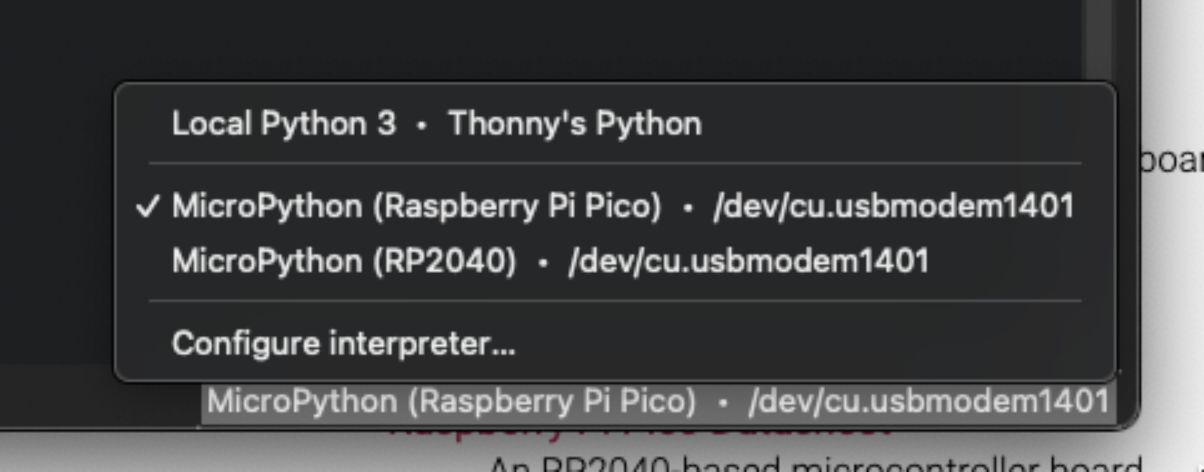 Local Python 3 • Thonny's Python
boar
✓ MicroPython (Raspberry Pi Pico) • /dev/cu.usbmodem1401
MicroPython (RP2040) • /dev/cu.usbmodem1401
Configure interpreter...
MicroPython (Raspberry Pi Pico) • /dev/cu.usbmodem1401
An RP2040-based microcontroller board